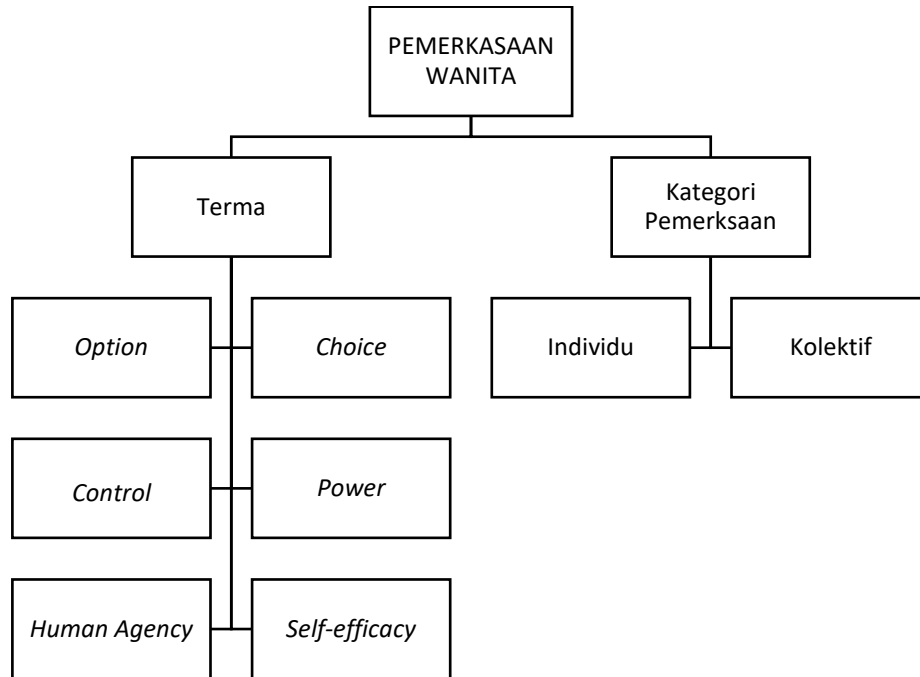 PEMERKASAAN
WANITA
Terma
Kategori
Pemerksaan
Option
Choice
Individu
Kolektif
Control
Power
Human Agency
Self-efficacy